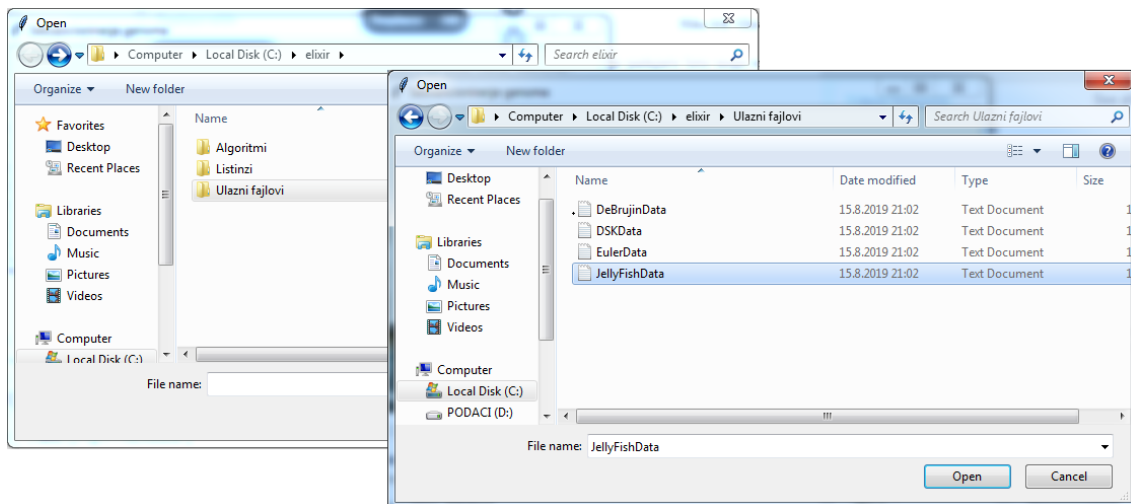 Open
Computer ▸ Local Disk (C:) ▸ elixir ▸
Search elixir
Organize
New folder
Favorites
Desktop
Recent Places
Libraries
Documents
Music
Pictures
Videos
Computer
Local Disk (C:)
Name
Algoritmi
Listinzi
Ulazni fajlovi
File name:
Open
Computer ▸ Local Disk (C:) ▸ elixir ▸ Ulazni fajlovi
Search Ulazni fajlovi
Organize
New folder
Desktop
Recent Places
Libraries
Documents
Music
Pictures
Videos
Computer
Local Disk (C:)
PODACI (D:)
Name Date modified Type Size
DeBrujinData 15.8.2019 21:02 Text Document 1
DSKData 15.8.2019 21:02 Text Document 1
EulerData 15.8.2019 21:02 Text Document 1
JellyFishData 15.8.2019 21:02 Text Document 1
File name: JellyFishData
Open Cancel